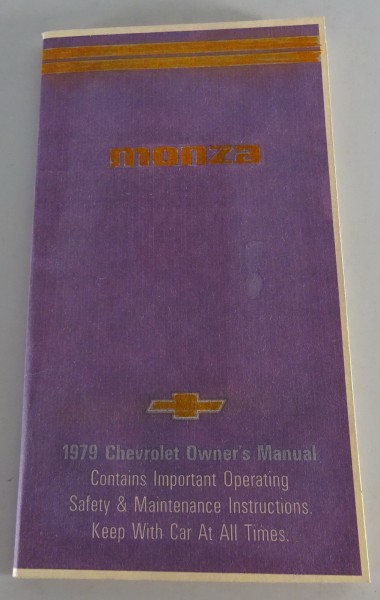 monza
1979 Chevrolet Owner's Manual
Contains Important Operating
Safety & Maintenance Instructions.
Keep With Car At All Times.